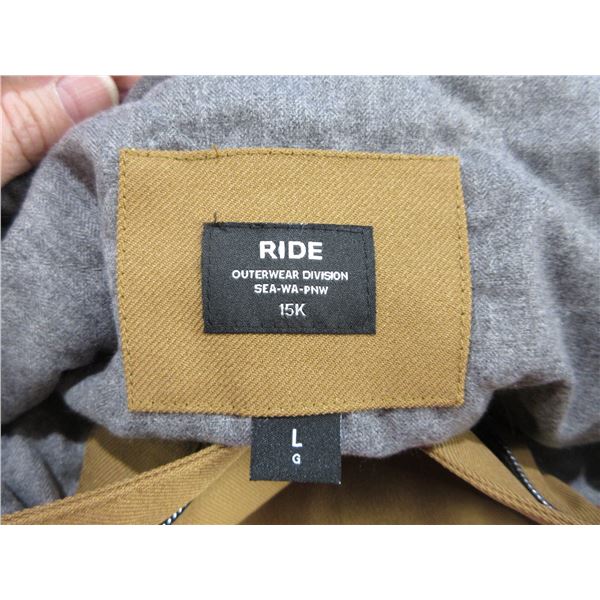 RIDE
OUTERWEAR DIVISION
SEA-WA-PNW
15K
L
G